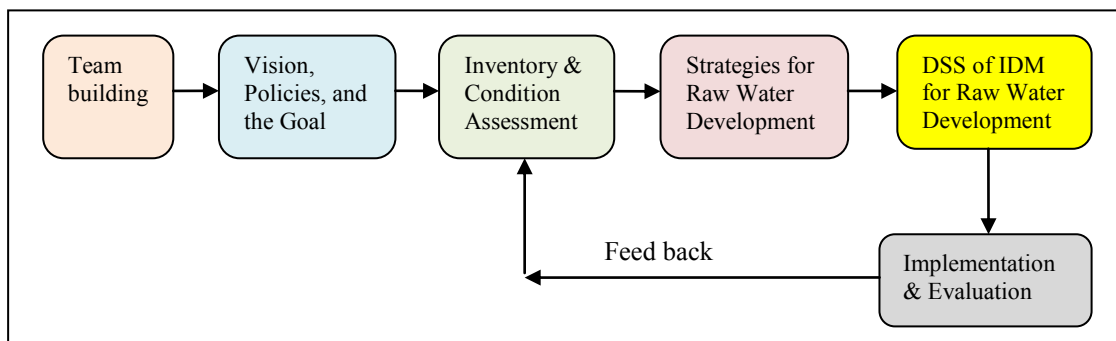 Team
building
Vision,
Policies, and
the Goal
Inventory &
Condition
Assessment
Strategies for
Raw Water
Development
DSS of IDM
for Raw Water
Development
Feed back
Implementation
& Evaluation